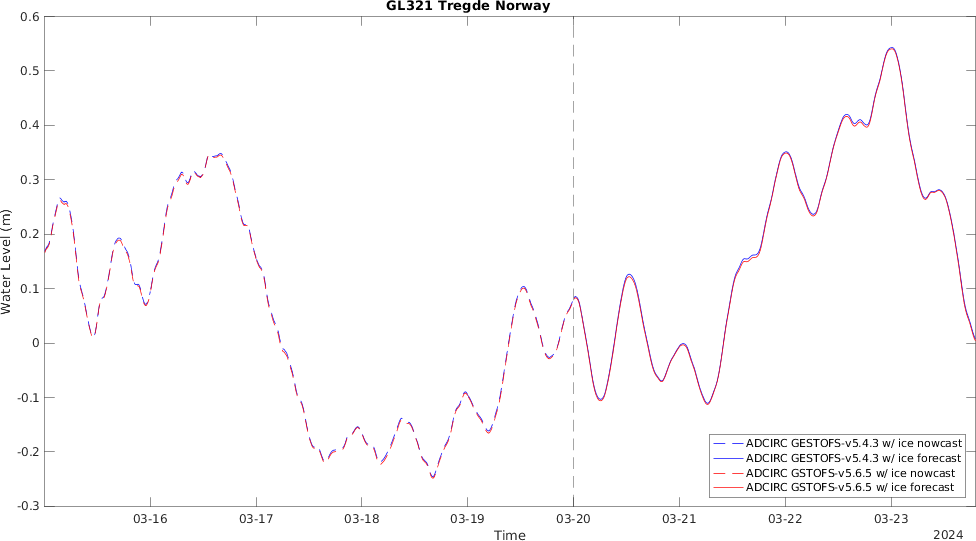 GL321 Tregde Norway
0.6
0.5
0.4
0.3
0.2
0.1
0
-0.1
-0.2
-0.3
Water Level (m)
03-16 03-17 03-18 03-19 03-20 03-21 03-22 03-23
Time
2024
ADCIRC GESTOFS-v5.4.3 w/ ice nowcast
ADCIRC GESTOFS-v5.4.3 w/ ice forecast
ADCIRC GSTOFS-v5.6.5 w/ ice nowcast
ADCIRC GSTOFS-v5.6.5 w/ ice forecast